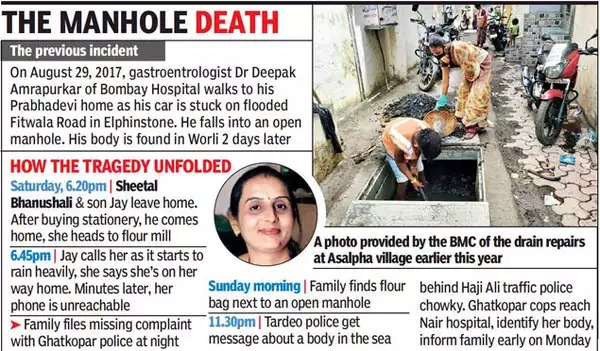 THE MANHOLE DEATH
The previous incident
On August 29, 2017, gastroentrologist Dr Deepak
Amrapurkar of Bombay Hospital walks to his
Prabhadevi home as his car is stuck on flooded
Fitwala Road in Elphinstone. He falls into an open
manhole. His body is found in Worli 2 days later
HOW THE TRAGEDY UNFOLDED
Saturday, 6.20pm | Sheetal
Bhanushali & son Jay leave home.
After buying stationery, he comes
home, she heads to flour mill
6.45pm | Jay calls her as it starts to
rain heavily, she says she's on her
way home. Minutes later, her
phone is unreachable
➤ Family files missing complaint
with Ghatkopar police at night
A photo provided by the BMC of the drain repairs
at Asalpha village earlier this year
Sunday morning | Family finds flour
bag next to an open manhole
11.30pm | Tardeo police get
message about a body in the sea
behind Haji Ali traffic police
chowky. Ghatkopar cops reach
Nair hospital, identify her body,
inform family early on Monday